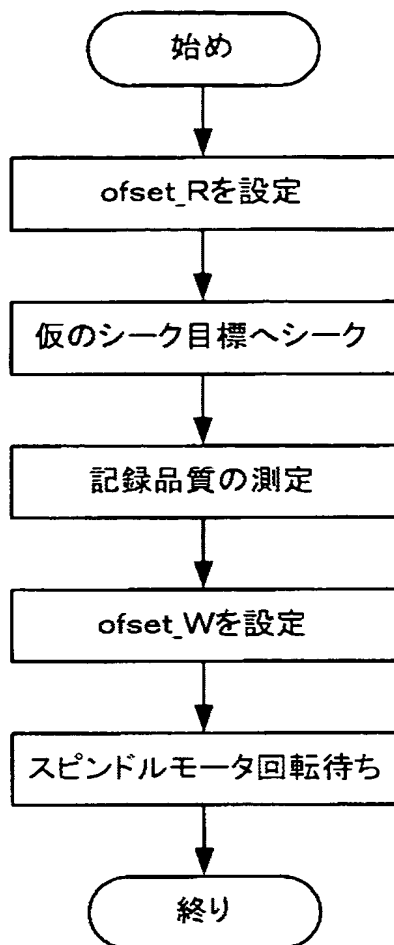 始め
ofset_Rを設定
仮のシーク目標へシーク
記録品質の測定
ofset_Wを設定
スピンドルモータ回転待ち
終り